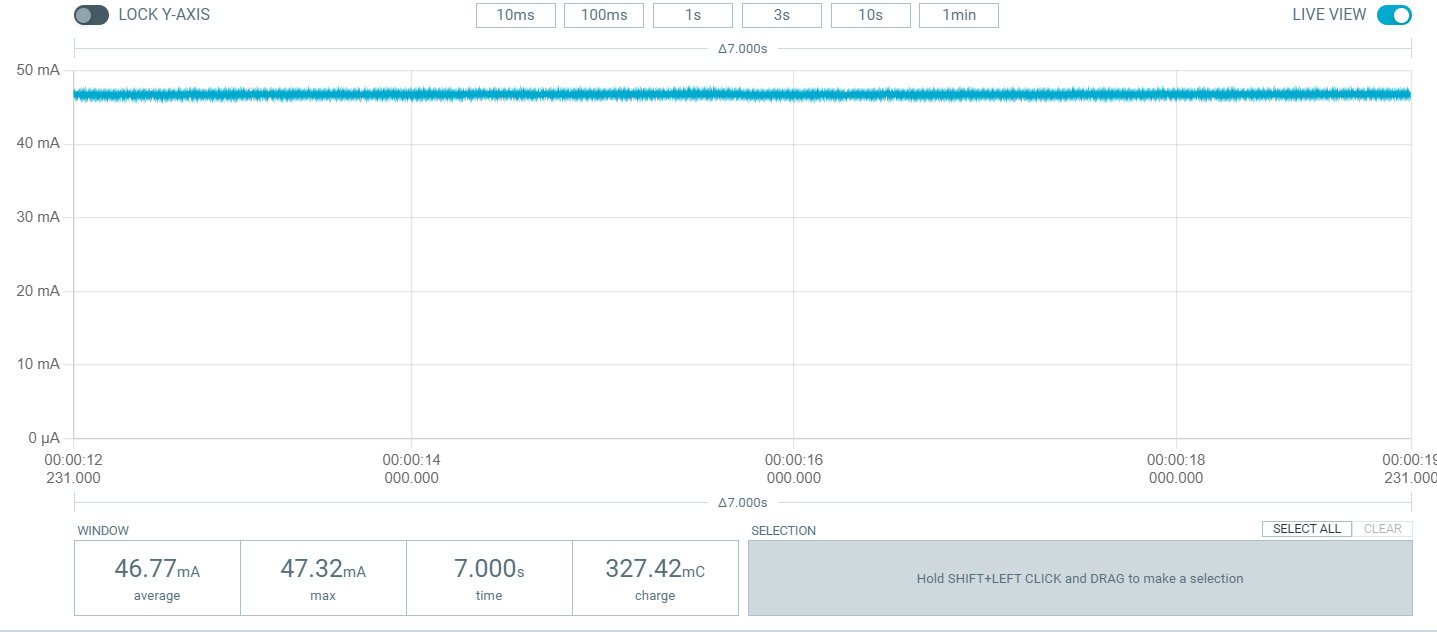 LOCK Y-AXIS
10ms 100ms 1s 3s 10s 1min
LIVE VIEW
Δ7.000s
50 mA
40 mA
30 mA
20 mA
10 mA
0 µA
00:00:12 00:00:14 00:00:16 00:00:18 00:00:19
231.000 000.000 000.000 000.000 231.000
Δ7.000s
WINDOW
46.77mA 47.32mA 7.000s 327.42mC
average max time charge
SELECTION
SELECT ALL CLEAR
Hold SHIFT+LEFT CLICK and DRAG to make a selection